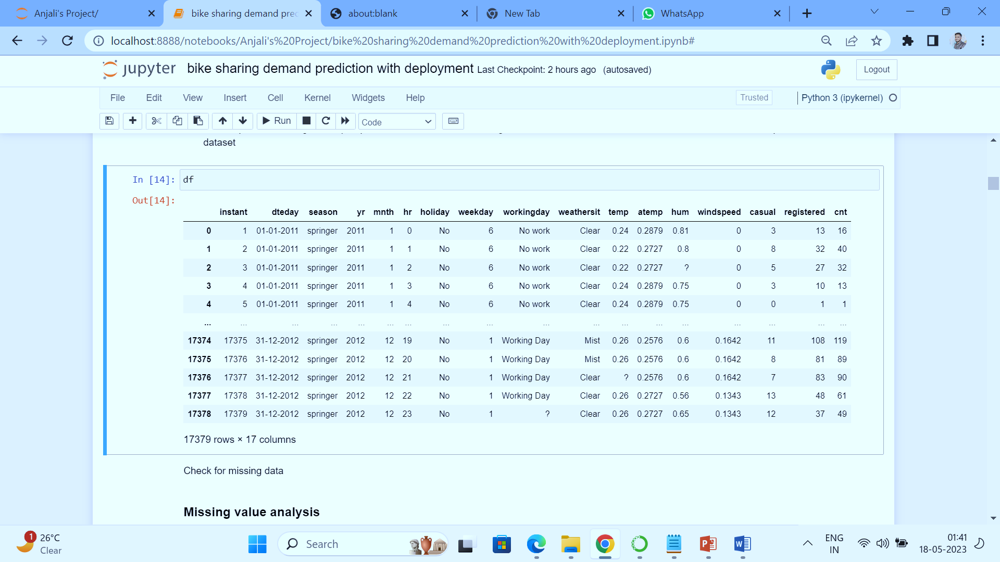 Anjali's Project/
bike sharing demand prec
about:blank
New Tab
WhatsApp
localhost:8888/notebooks/Anjali's%20Project/bike%20sharing%20demand%20prediction%20with%20deployment.ipynb#
jupyter bike sharing demand prediction with deployment Last Checkpoint: 2 hours ago (autosaved)
Logout
File Edit View Insert Cell Kernel Widgets Help
Trusted
Python 3 (ipykernel)
Run
Code
dataset
In [14]: df
Out[14]:
instant dteday season yr mnth hr holiday weekday workingday weathersit temp atemp hum windspeed casual registered cnt
0 1 01-01-2011 springer 2011 1 0 No 6 No work Clear 0.24 0.2879 0.81 0 3 13 16
1 2 01-01-2011 springer 2011 1 1 No 6 No work Clear 0.22 0.2727 0.8 0 8 32 40
2 3 01-01-2011 springer 2011 1 2 No 6 No work Clear 0.22 0.2727 ? 0 5 27 32
3 4 01-01-2011 springer 2011 1 3 No 6 No work Clear 0.24 0.2879 0.75 0 3 10 13
4 5 01-01-2011 springer 2011 1 4 No 6 No work Clear 0.24 0.2879 0.75 0 0 1 1
... ... ... ... ... ... ... ... ... ... ... ... ... ... ... ... ... ...
17374 17375 31-12-2012 springer 2012 12 19 No 1 Working Day Mist 0.26 0.2576 0.6 0.1642 11 108 119
17375 17376 31-12-2012 springer 2012 12 20 No 1 Working Day Mist 0.26 0.2576 0.6 0.1642 8 81 89
17376 17377 31-12-2012 springer 2012 12 21 No 1 Working Day Clear ? 0.2576 0.6 0.1642 7 83 90
17377 17378 31-12-2012 springer 2012 12 22 No 1 Working Day Clear 0.26 0.2727 0.56 0.1343 13 48 61
17378 17379 31-12-2012 springer 2012 12 23 No 1 ? Clear 0.26 0.2727 0.65 0.1343 12 37 49
17379 rows × 17 columns
Check for missing data
Missing value analysis
1
26°C
Clear
Search
P
W
ENG
IN
01:41
18-05-2023